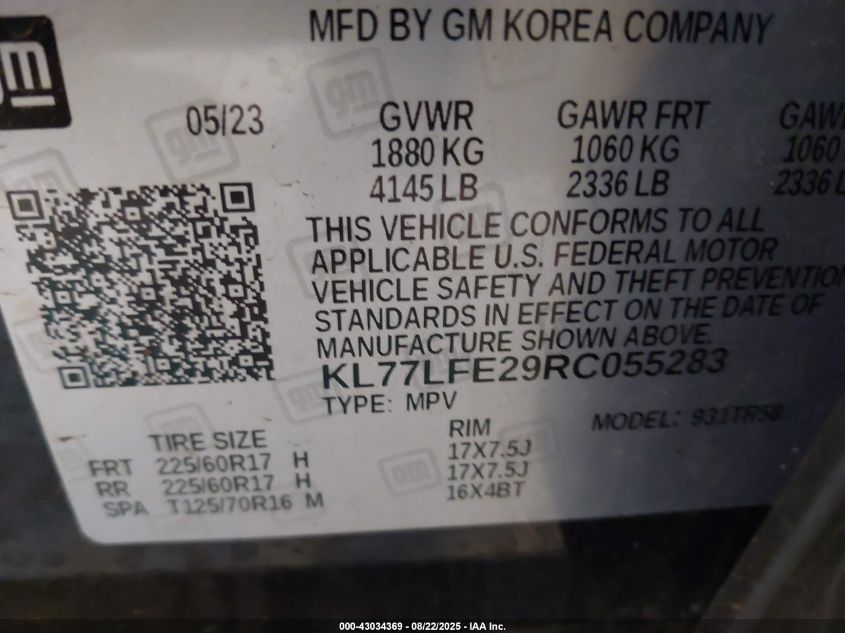 gm
MFD BY GM KOREA COMPANY
05/23
GVWR GAWR FRT
1880 KG 1060 KG 1060
4145 LB 2336 LB 2336 L
THIS VEHICLE CONFORMS TO ALL
APPLICABLE U.S. FEDERAL MOTOR
VEHICLE SAFETY AND THEFT PREVENTION
STANDARDS IN EFFECT ON THE DATE OF
MANUFACTURE SHOWN ABOVE.
KL77LFE29RC055283
TYPE: MPV
MODEL: 931TR58
TIRE SIZE RIM
FRT 225/60R17 H 17X7.5J
RR 225/60R17 H 17X7.5J
SPA T125/70R16 M 16X4BT
000-43034369 - 08/22/2025 - IAA Inc.